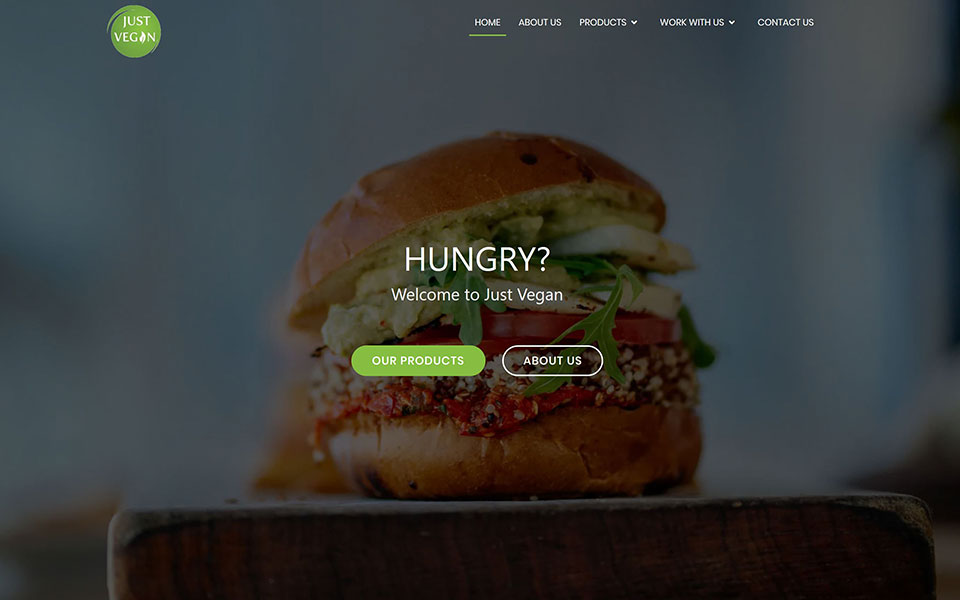 JUST
VEGAN
HOME
ABOUT US
PRODUCTS
WORK WITH US
CONTACT US
HUNGRY?
Welcome to Just Vegan
OUR PRODUCTS
ABOUT US